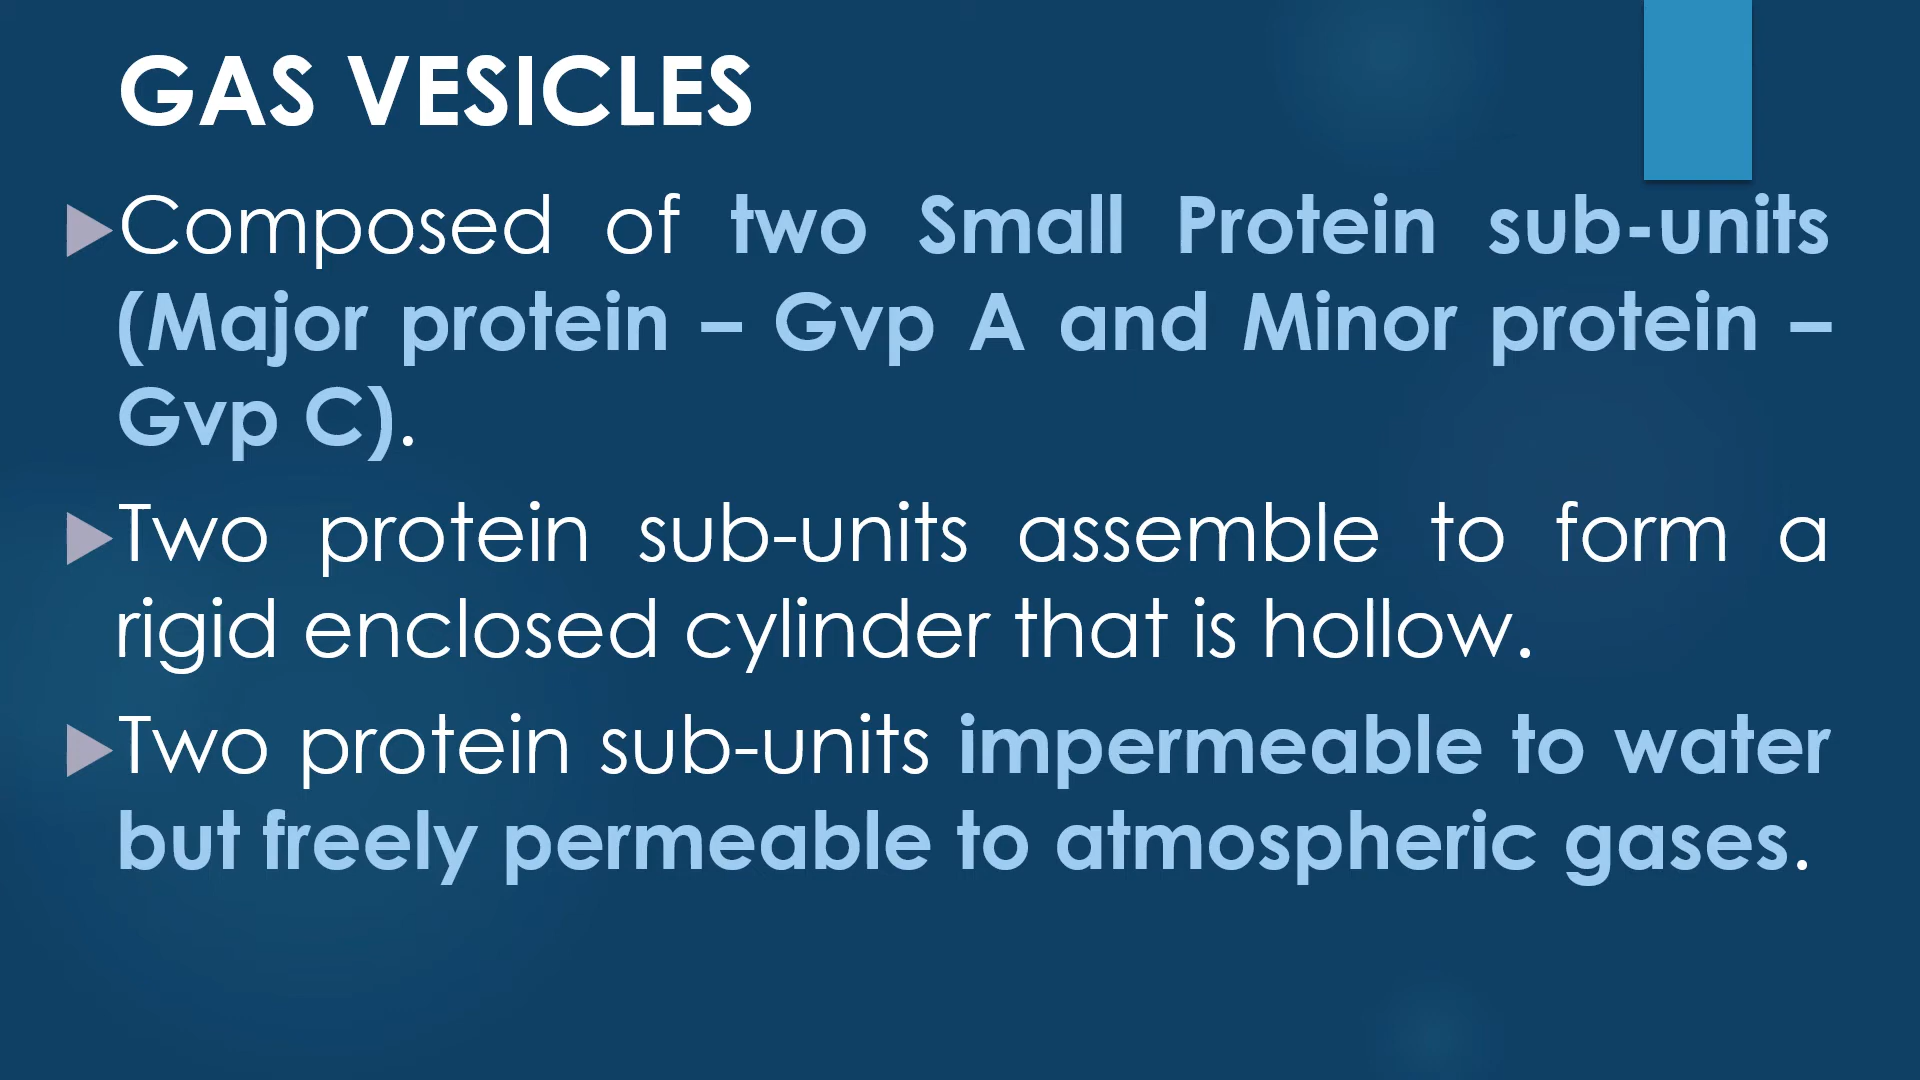 GAS VESICLES
Composed of two Small Protein sub-units
(Major protein – Gvp A and Minor protein –
Gvp C).
Two protein sub-units assemble to form a
rigid enclosed cylinder that is hollow.
Two protein sub-units impermeable to water
but freely permeable to atmospheric gases.